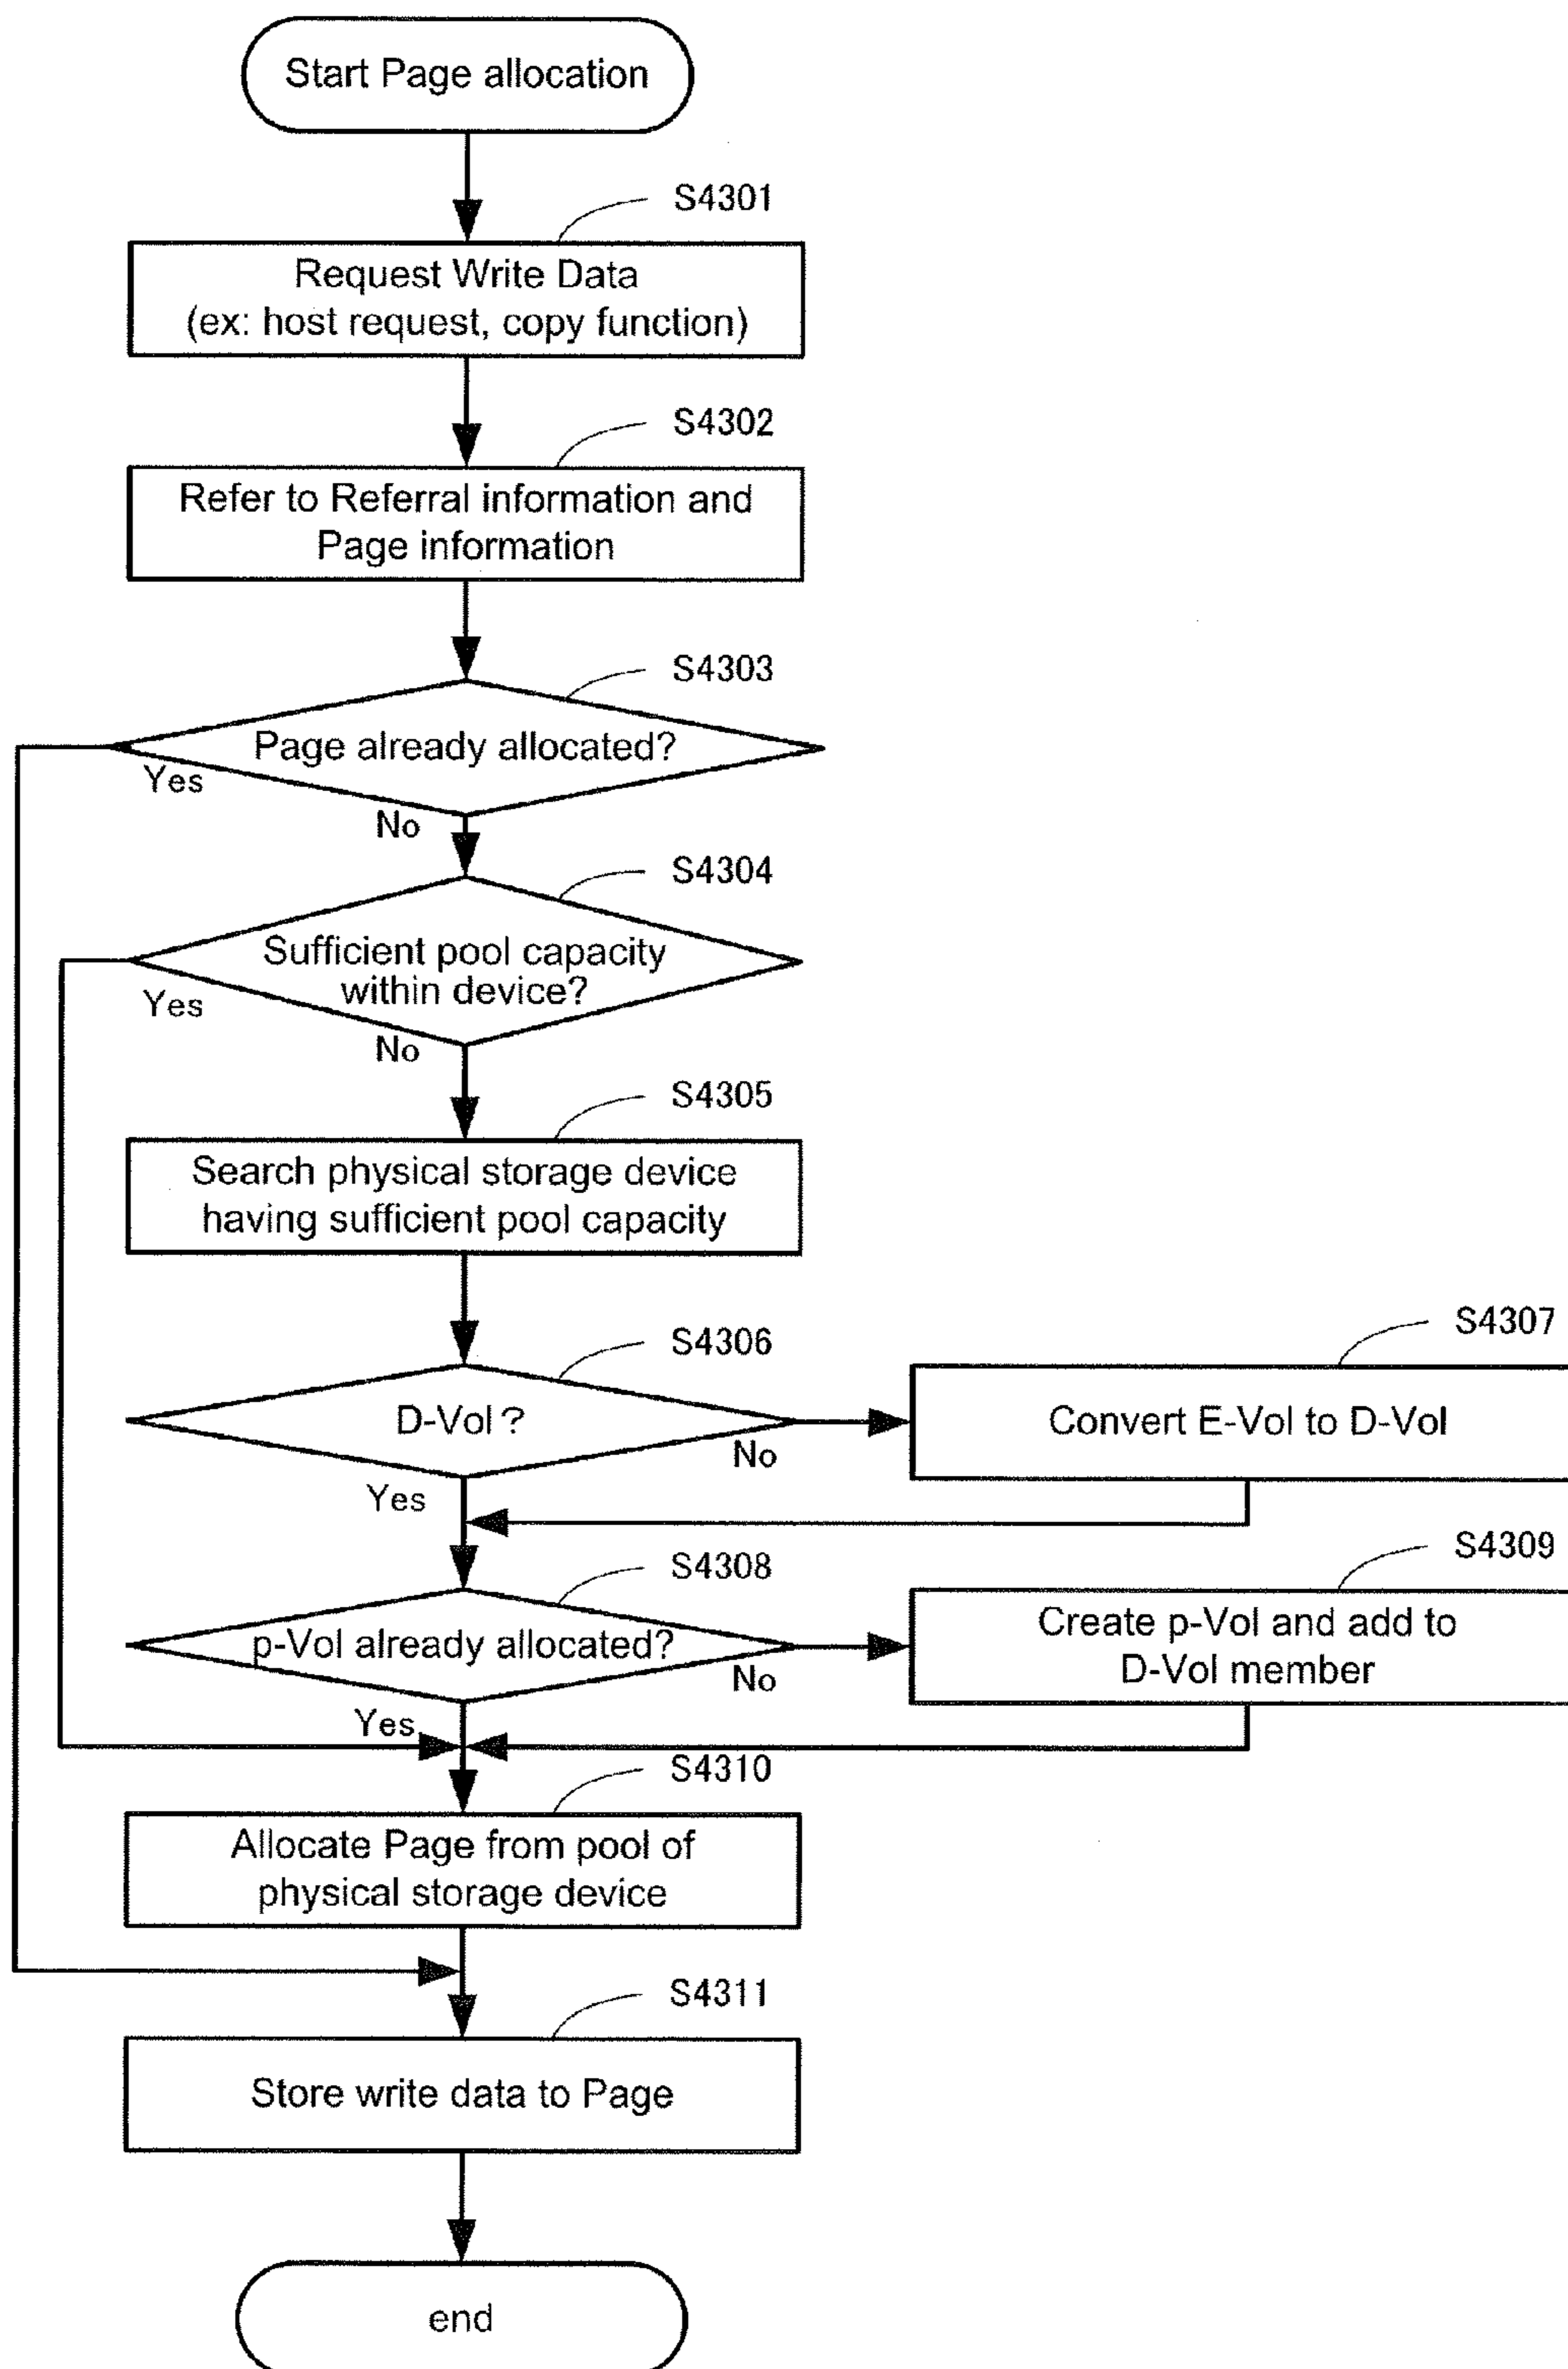 Start Page allocation
S4301
Request Write Data
(ex: host request, copy function)
S4302
Refer to Referral information and
Page information
S4303
Page already allocated?
Yes
No
S4304
Sufficient pool capacity
within device?
Yes
No
S4305
Search physical storage device
having sufficient pool capacity
S4306
D-Vol ?
No
Yes
S4307
Convert E-Vol to D-Vol
S4308
p-Vol already allocated?
No
Yes
S4309
Create p-Vol and add to
D-Vol member
S4310
Allocate Page from pool of
physical storage device
S4311
Store write data to Page
end